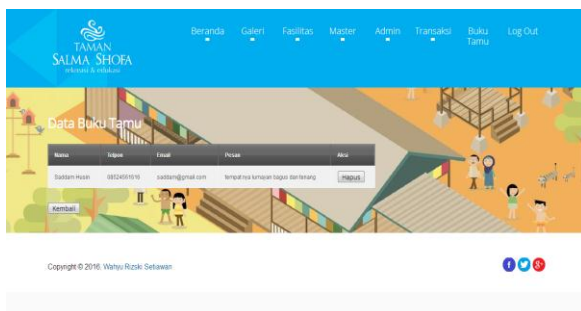 TAMAN
SALMA SHOFA
rekreasi & edukasi
Beranda Galeri Fasilitas Master Admin Transaksi Buku Tamu Log Out
Data Buku Tamu
Nama Telpon Email Pesan Aksi
Saddam Husin saddam@gmail.com tempat nya lumayan bagus dan tenang Hapus
Kembali
Copyright © 2016. Wahyu Rizski Setiawan